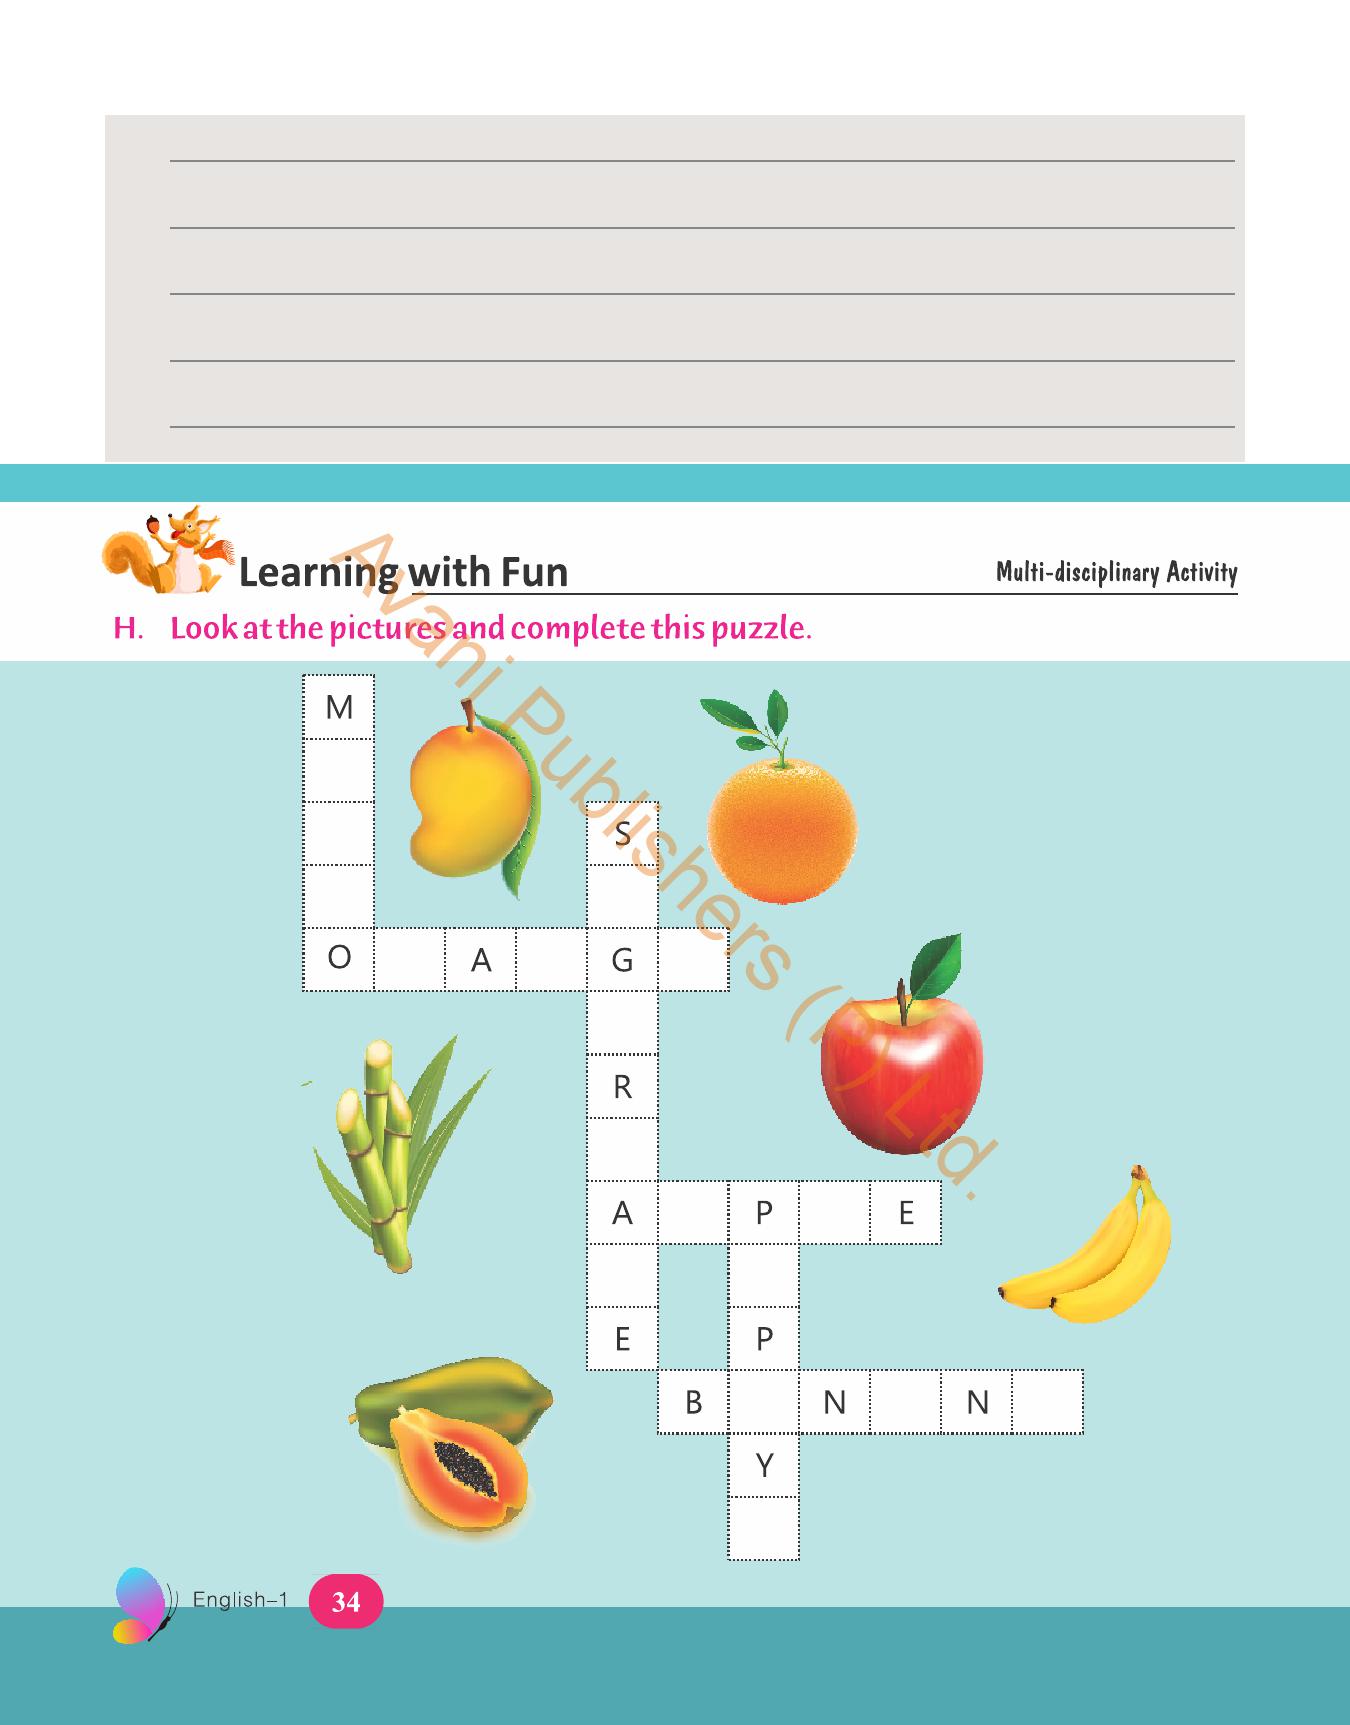 Learning with Fun
Multi-disciplinary Activity
H. Look at the pictures and complete this puzzle.
M
S
O A G
R
A P E
E P
B N N
Y
Avani Publishers (P) Ltd.
English–1 34